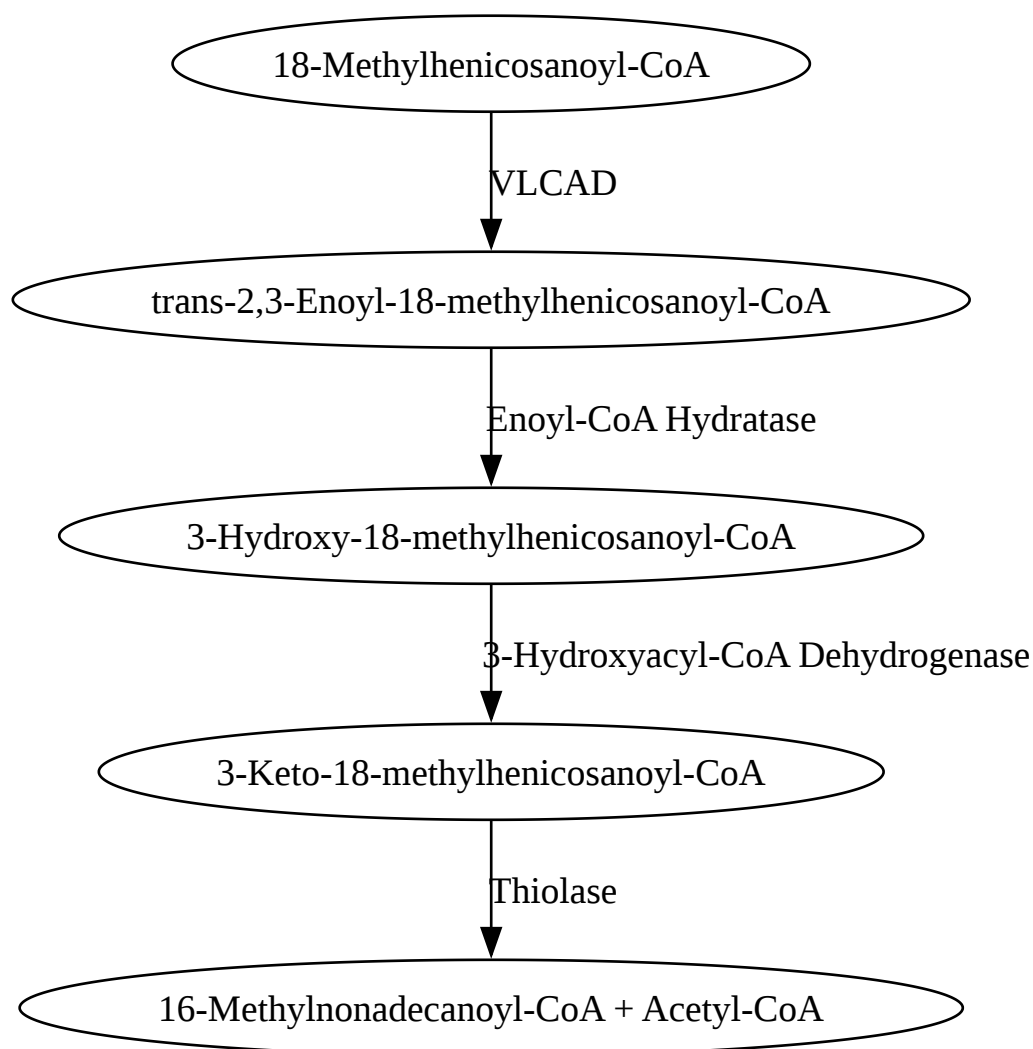 18-Methylhenicosanoyl-CoA
VLCAD
trans-2,3-Enoyl-18-methylhenicosanoyl-CoA
Enoyl-CoA Hydratase
3-Hydroxy-18-methylhenicosanoyl-CoA
3-Hydroxyacyl-CoA Dehydrogenase
3-Keto-18-methylhenicosanoyl-CoA
Thiolase
16-Methylnonadecanoyl-CoA + Acetyl-CoA